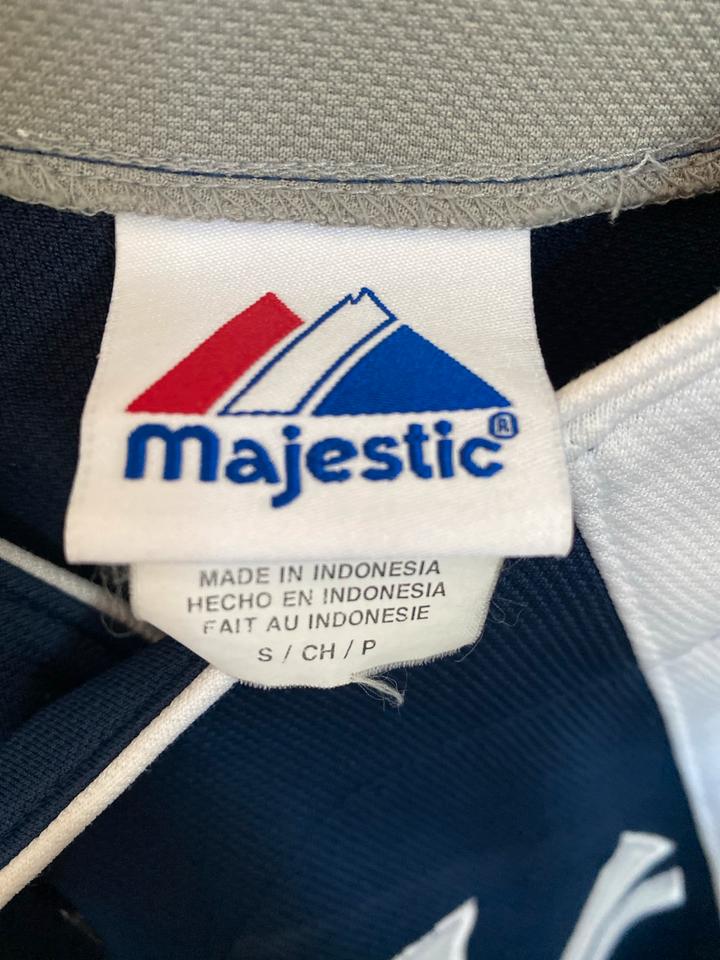 Majestic®
MADE IN INDONESIA
HECHO EN INDONESIA
FAIT AU INDONESIE
S / CH / P